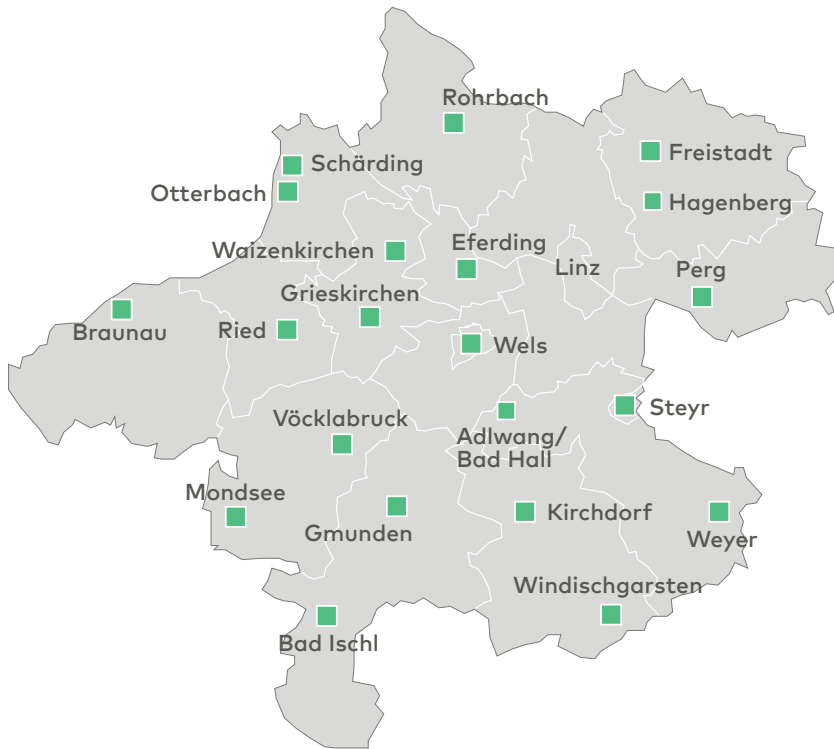 Rohrbach
Freistadt
Schärding
Otterbach
Hagenberg
Waizenkirchen
Eferding
Linz
Perg
Grieskirchen
Braunau
Ried
Wels
Vöcklabruck
Steyr
Adlwang/
Bad Hall
Mondsee
Gmunden
Kirchdorf
Weyer
Windischgarsten
Bad Ischl